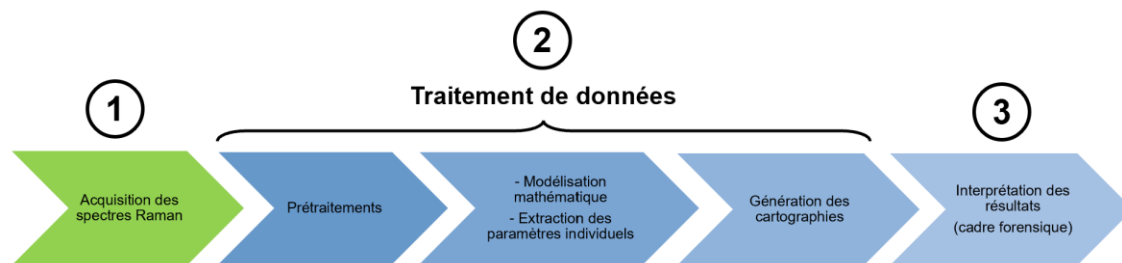 2
Traitement de données
1
3
Acquisition des
spectres Raman
Prétraitements
- Modélisation
mathématique
- Extraction des
paramètres individuels
Génération des
cartographies
Interprétation des
résultats
(cadre forensique)